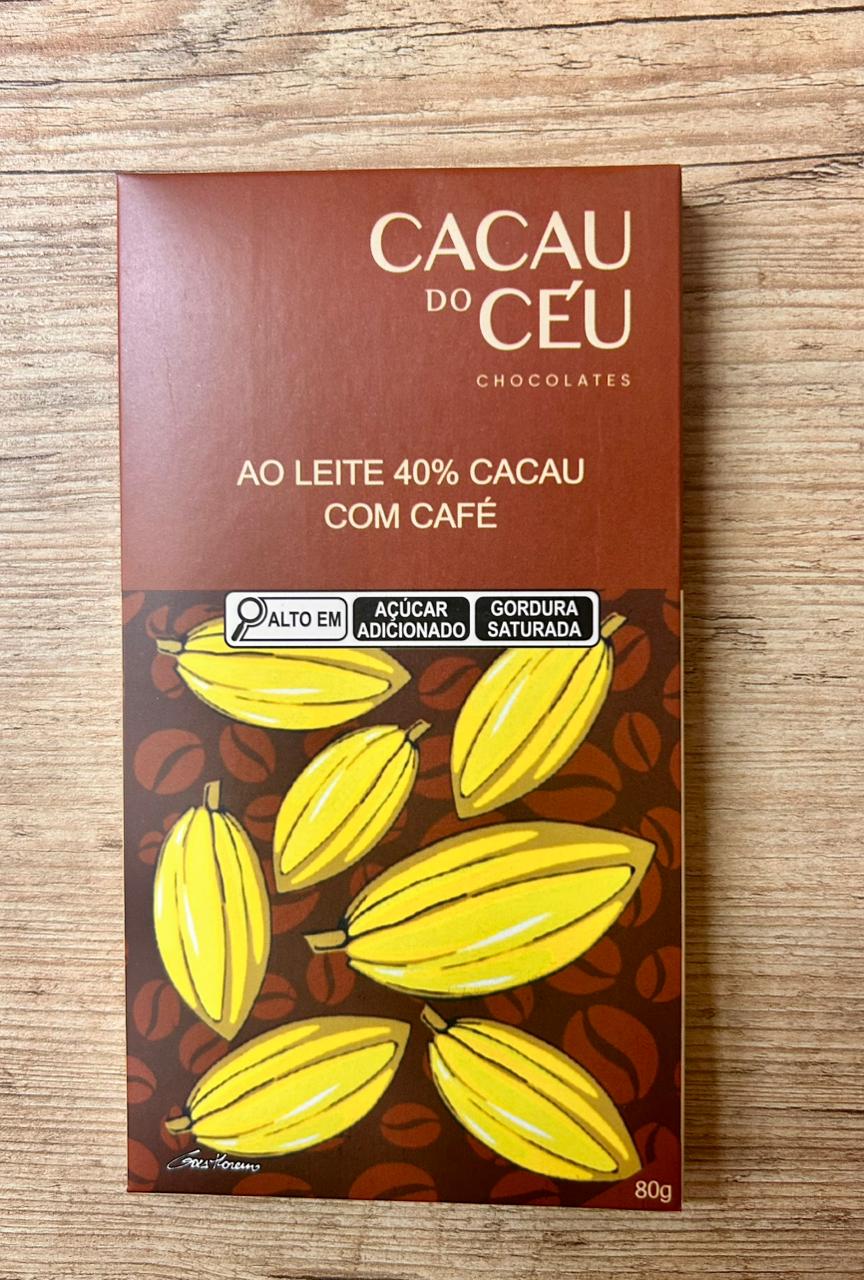 CACAU
DO CÉU
CHOCOLATES
AO LEITE 40% CACAU
COM CAFÉ
ALTO EM
AÇÚCAR
ADICIONADO
GORDURA
SATURADA
80g